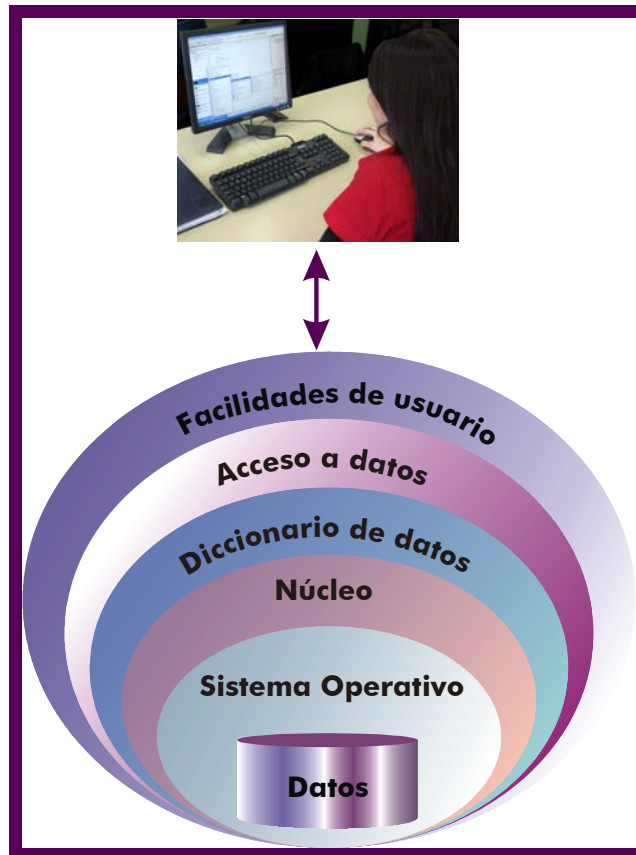 Facilidades de usuario
Acceso a datos
Diccionario de datos
Núcleo
Sistema Operativo
Datos